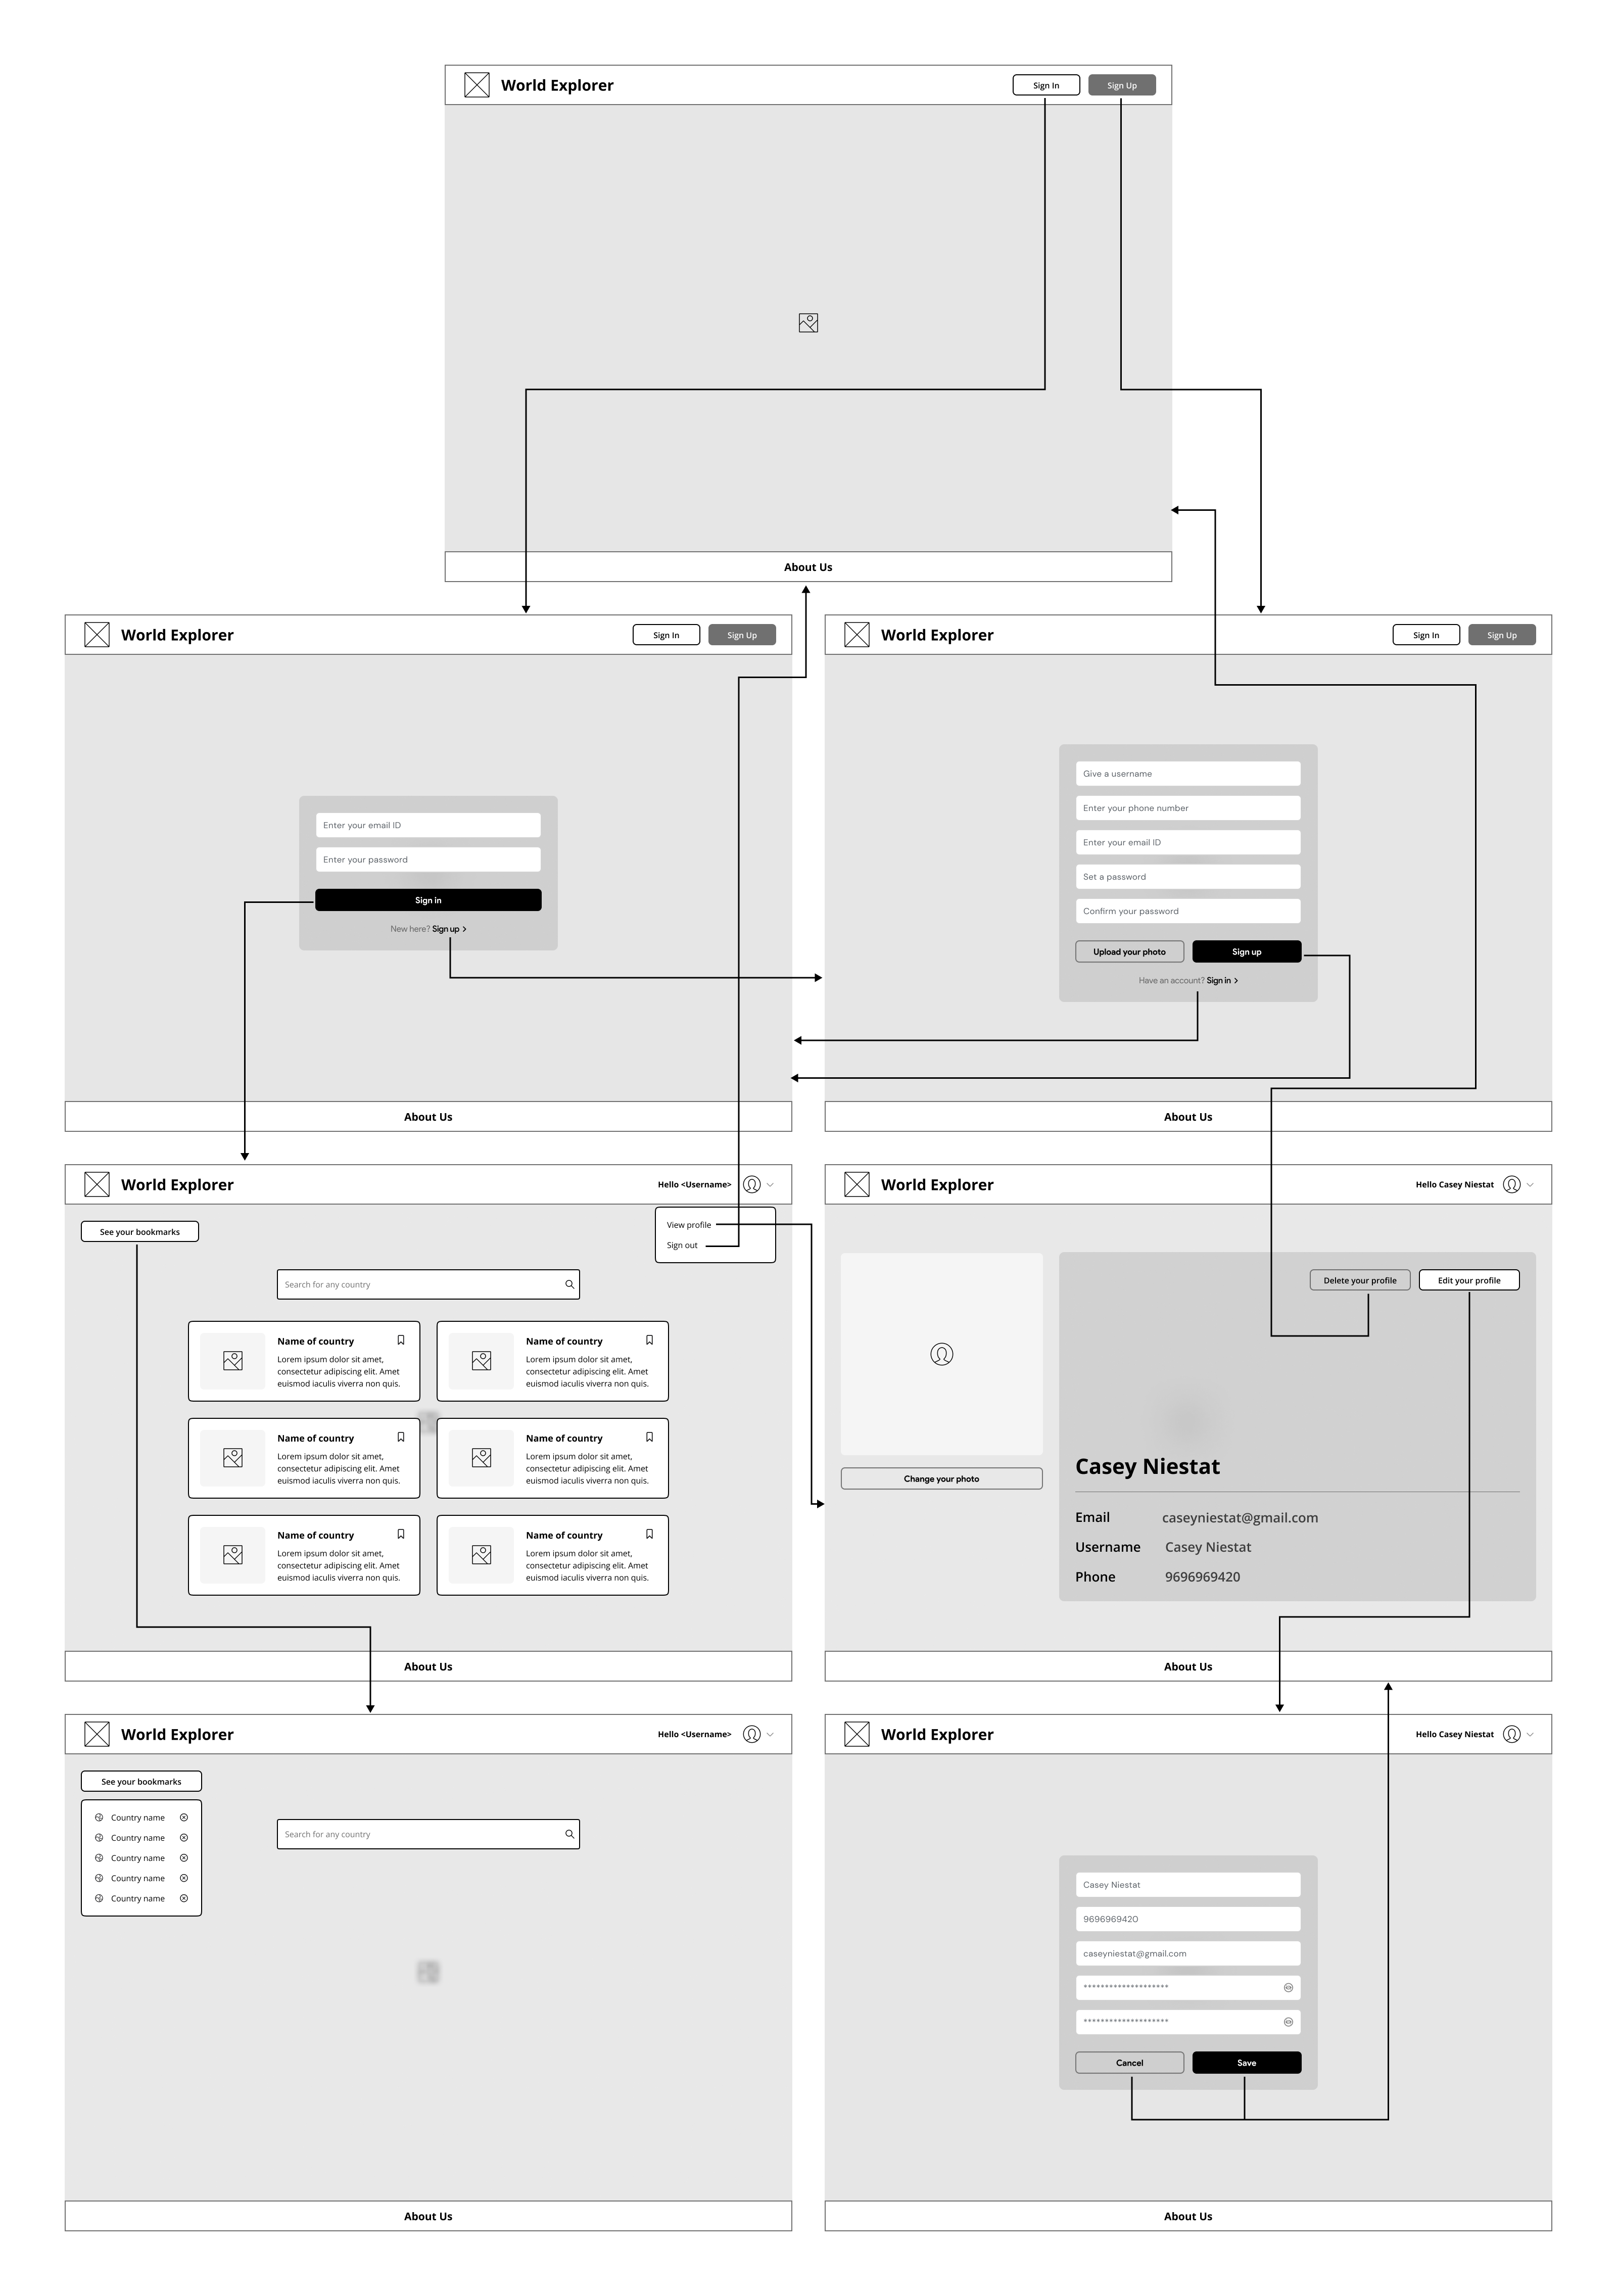 World Explorer
Sign In
Sign Up
About Us
World Explorer
Sign In
Sign Up
Enter your email ID
Enter your password
Sign in
New here? Sign up
About Us
World Explorer
Sign In
Sign Up
Give a username
Enter your phone number
Enter your email ID
Set a password
Confirm your password
Upload your photo
Sign up
Have an account? Sign in
About Us
World Explorer
Hello <Username>
See your bookmarks
View profile
Sign out
Search for any country
Name of country
Lorem ipsum dolor sit amet,
consectetur adipiscing elit. Amet
euismod iaculis viverra non quis.
Name of country
Lorem ipsum dolor sit amet,
consectetur adipiscing elit. Amet
euismod iaculis viverra non quis.
Name of country
Lorem ipsum dolor sit amet,
consectetur adipiscing elit. Amet
euismod iaculis viverra non quis.
Name of country
Lorem ipsum dolor sit amet,
consectetur adipiscing elit. Amet
euismod iaculis viverra non quis.
Name of country
Lorem ipsum dolor sit amet,
consectetur adipiscing elit. Amet
euismod iaculis viverra non quis.
Name of country
Lorem ipsum dolor sit amet,
consectetur adipiscing elit. Amet
euismod iaculis viverra non quis.
About Us
World Explorer
Hello Casey Niestat
Delete your profile
Edit your profile
Change your photo
Casey Niestat
Email caseyniestat@gmail.com
Username Casey Niestat
Phone 9696969420
About Us
World Explorer
Hello <Username>
See your bookmarks
Country name
Country name
Country name
Country name
Country name
Search for any country
About Us
World Explorer
Hello Casey Niestat
Casey Niestat
9696969420
caseyniestat@gmail.com
********************
********************
Cancel
Save
About Us